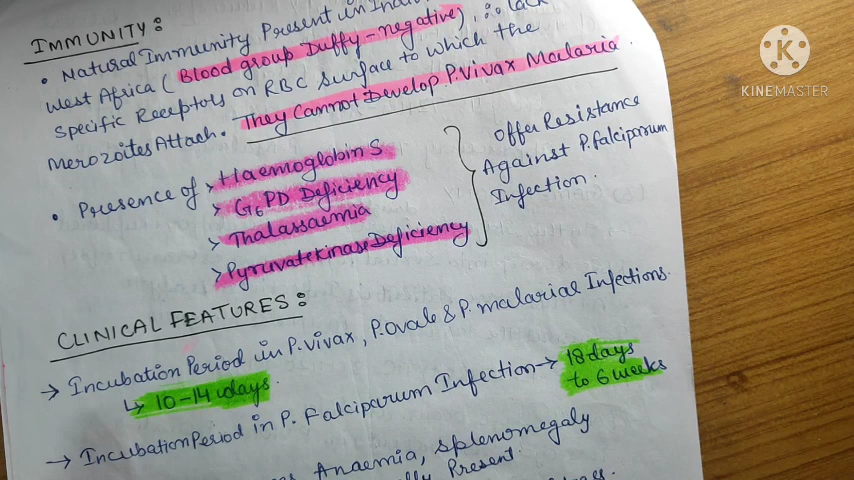 IMMUNITY:
• Natural Immunity Present in
West Africa (Blood group Duffy-negative), ∴ lack
Specific Receptors on RBC Surface to which the
Merozoites Attach. They Cannot Develop P.Vivax Malaria.
• Presence of > Haemoglobin S
> G6PD Deficiency
> Thalassaemia
> Pyruvatekinase Deficiency
Offer Resistance
Against P.falciparum
Infection.
CLINICAL FEATURES:
→ Incubation Period in P.vivax, P.ovale & P.malarial Infections.
↳ 10-14 days.
→ Incubation Period in P. Falciparum Infection → 18 days
to 6 weeks
Anaemia, splenomegaly
Present.
K
KINEMASTER